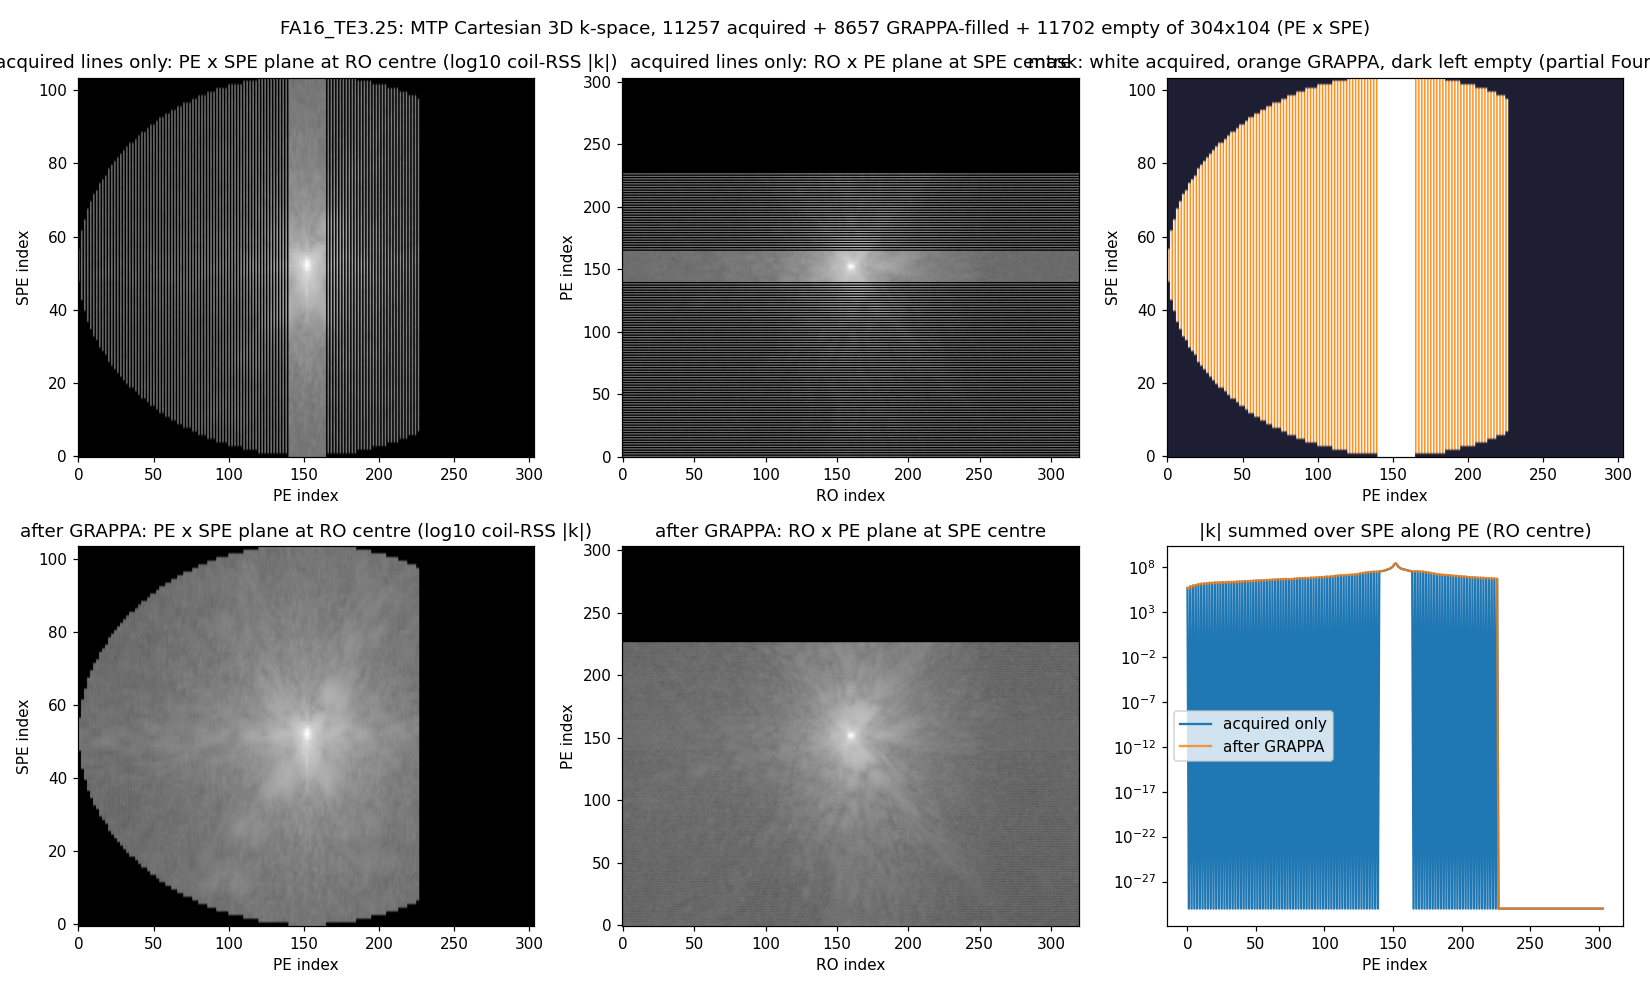 FA16_TE3.25: MTP Cartesian 3D k-space, 11257 acquired + 8657 GRAPPA-filled + 11702 empty of 304x104 (PE x SPE)
acquired lines only: PE x SPE plane at RO centre (log10 coil-RSS |k|)
100
80
60
40
20
0
SPE index
0 50 100 150 200 250 300
PE index
acquired lines only: RO x PE plane at SPE centre
300
250
200
150
100
50
0
PE index
0 50 100 150 200 250 300
RO index
mask: white acquired, orange GRAPPA, dark left empty (partial Four
100
80
60
40
20
0
SPE index
0 50 100 150 200 250 300
PE index
after GRAPPA: PE x SPE plane at RO centre (log10 coil-RSS |k|)
100
80
60
40
20
0
SPE index
0 50 100 150 200 250 300
PE index
after GRAPPA: RO x PE plane at SPE centre
300
250
200
150
100
50
0
PE index
0 50 100 150 200 250 300
RO index
|k| summed over SPE along PE (RO centre)
10^8
10^3
10^-2
10^-7
10^-12
10^-17
10^-22
10^-27
acquired only
after GRAPPA
0 50 100 150 200 250 300
PE index